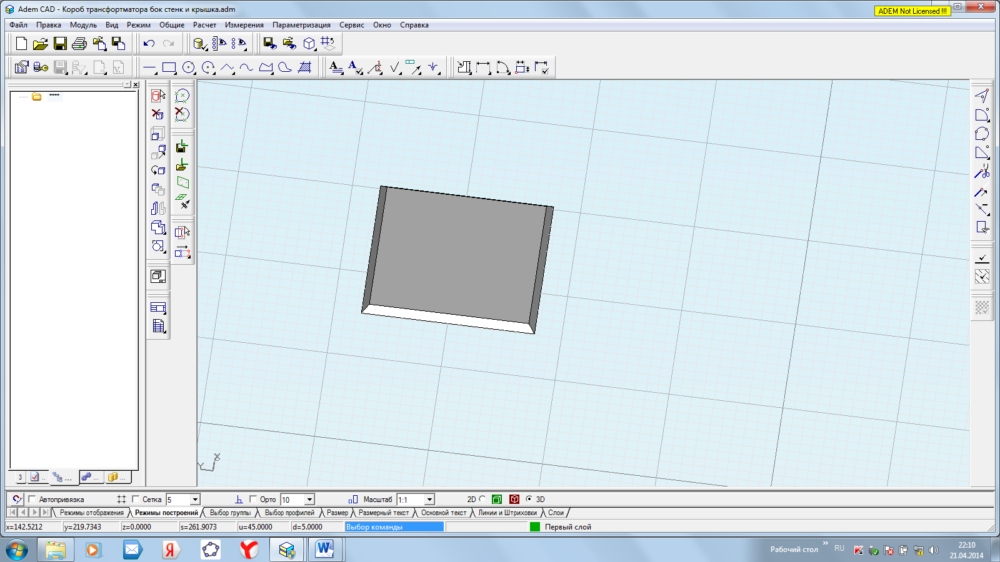 Adem CAD - Короб трансфортматора бок стенк и крышка.adm
ADEM Not Licensed !!!
Файл Правка Модуль Вид Режим Общие Расчет Измерения Параметризация Сервис Окно Справка
X
Y
3
Автопривязка Сетка 5 Орто 10 Масштаб 1:1 2D 3D
Режимы отображения Режимы построений Выбор группы Выбор профилей Размер Размерный текст Основной текст Линии и Штриховки Слои
x=142.5212 y=219.7343 z=0.0000 s=261.9073 u=45.0000 d=5.0000 Выбор команды Первый слой
Рабочий стол » RU 22:10
21.04.2014